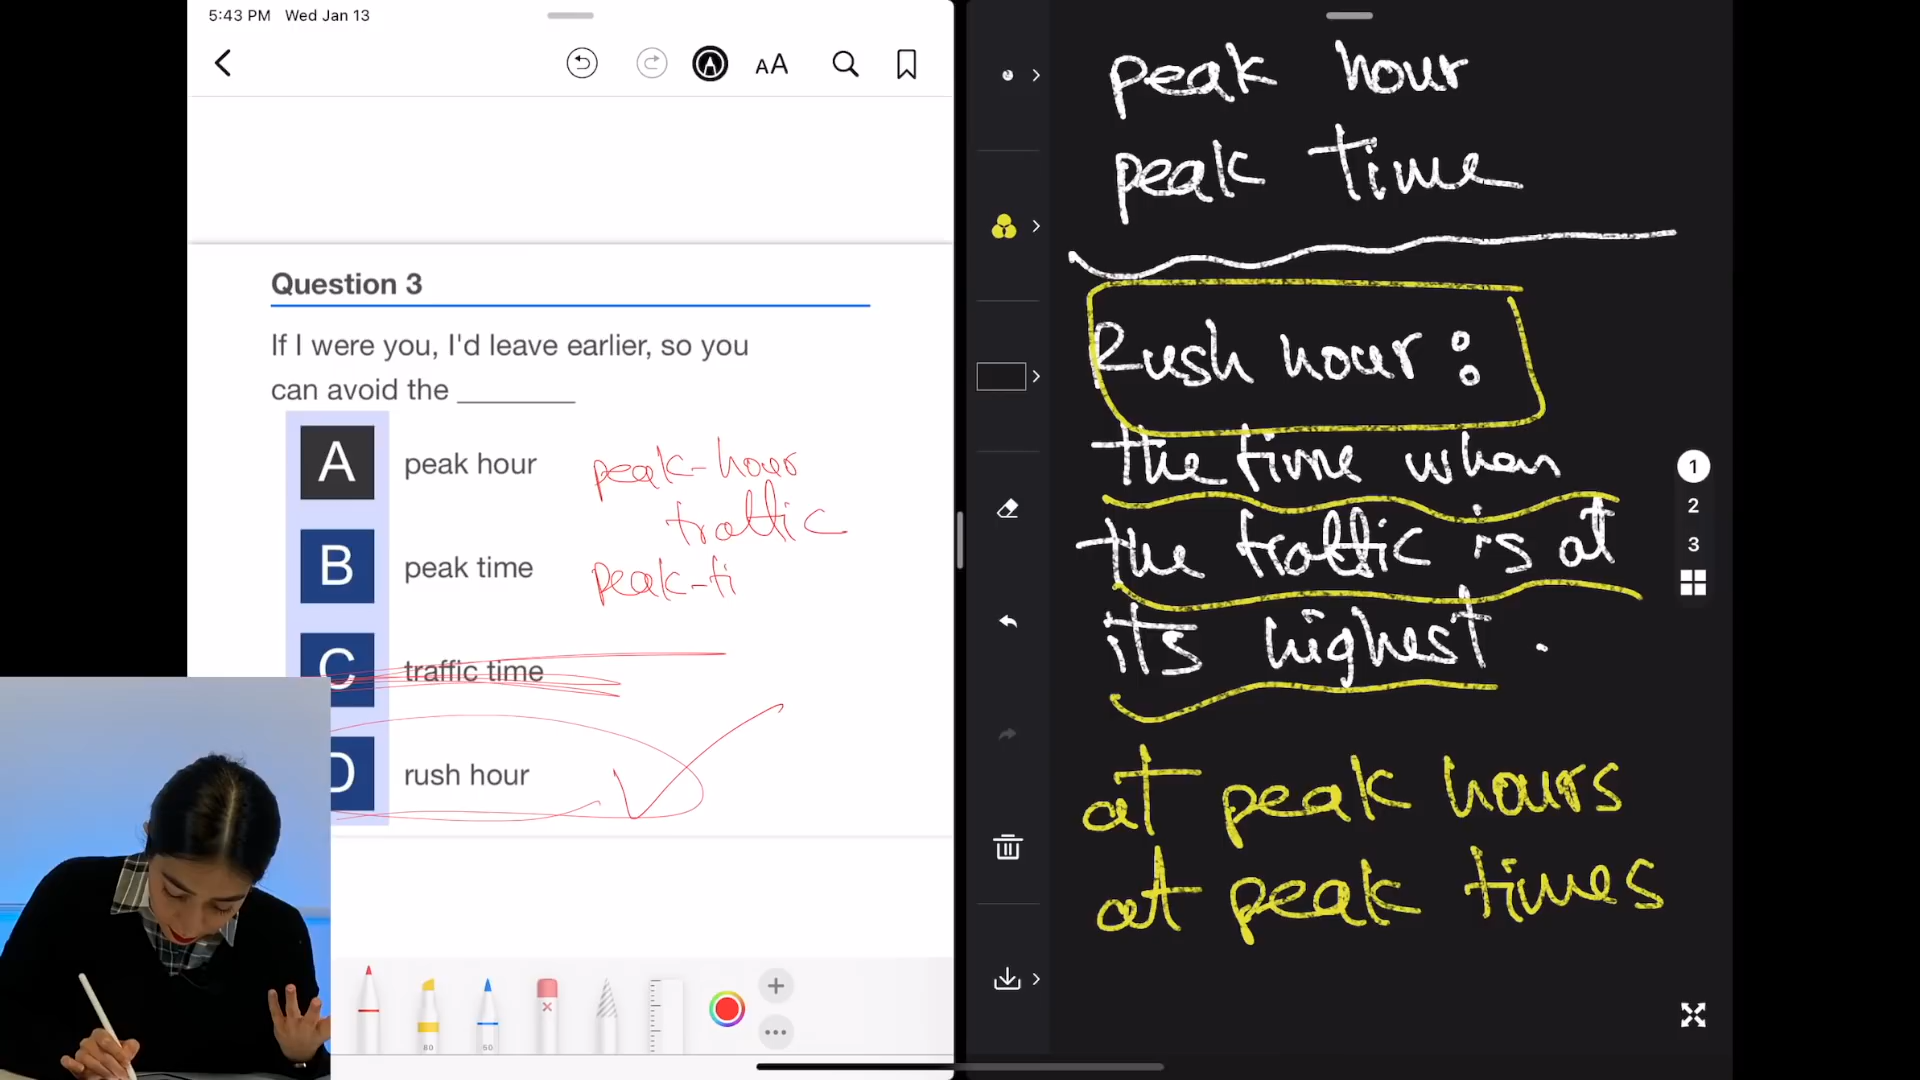 5:43 PM Wed Jan 13
AA
Question 3
If I were you, I'd leave earlier, so you
can avoid the ________
A peak hour
peak-hour
traffic
B peak time
peak-ti
C traffic time
D rush hour
80
50
peak hour
peak time
Rush hour:
the time when
the traffic is at
its highest.
at peak hours
at peak times
1
2
3